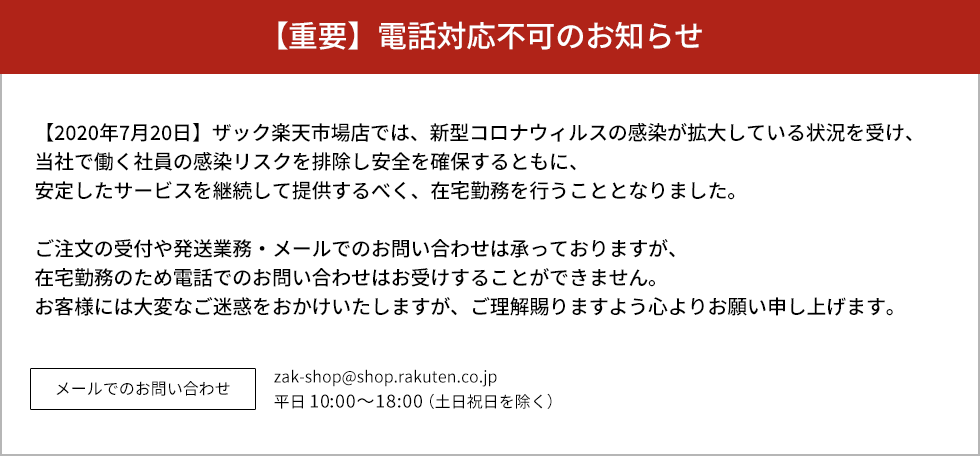 【重要】電話対応不可のお知らせ
【2020年7月20日】ザック楽天市場店では、新型コロナウィルスの感染が拡大している状況を受け、
当社で働く社員の感染リスクを排除し安全を確保するともに、
安定したサービスを継続して提供するべく、在宅勤務を行うこととなりました。
ご注文の受付や発送業務・メールでのお問い合わせは承っておりますが、
在宅勤務のため電話でのお問い合わせはお受けすることができません。
お客様には大変なご迷惑をおかけいたしますが、ご理解賜りますよう心よりお願い申し上げます。
メールでのお問い合わせ
zak-shop@shop.rakuten.co.jp
平日 10:00〜18:00（土日祝日を除く）